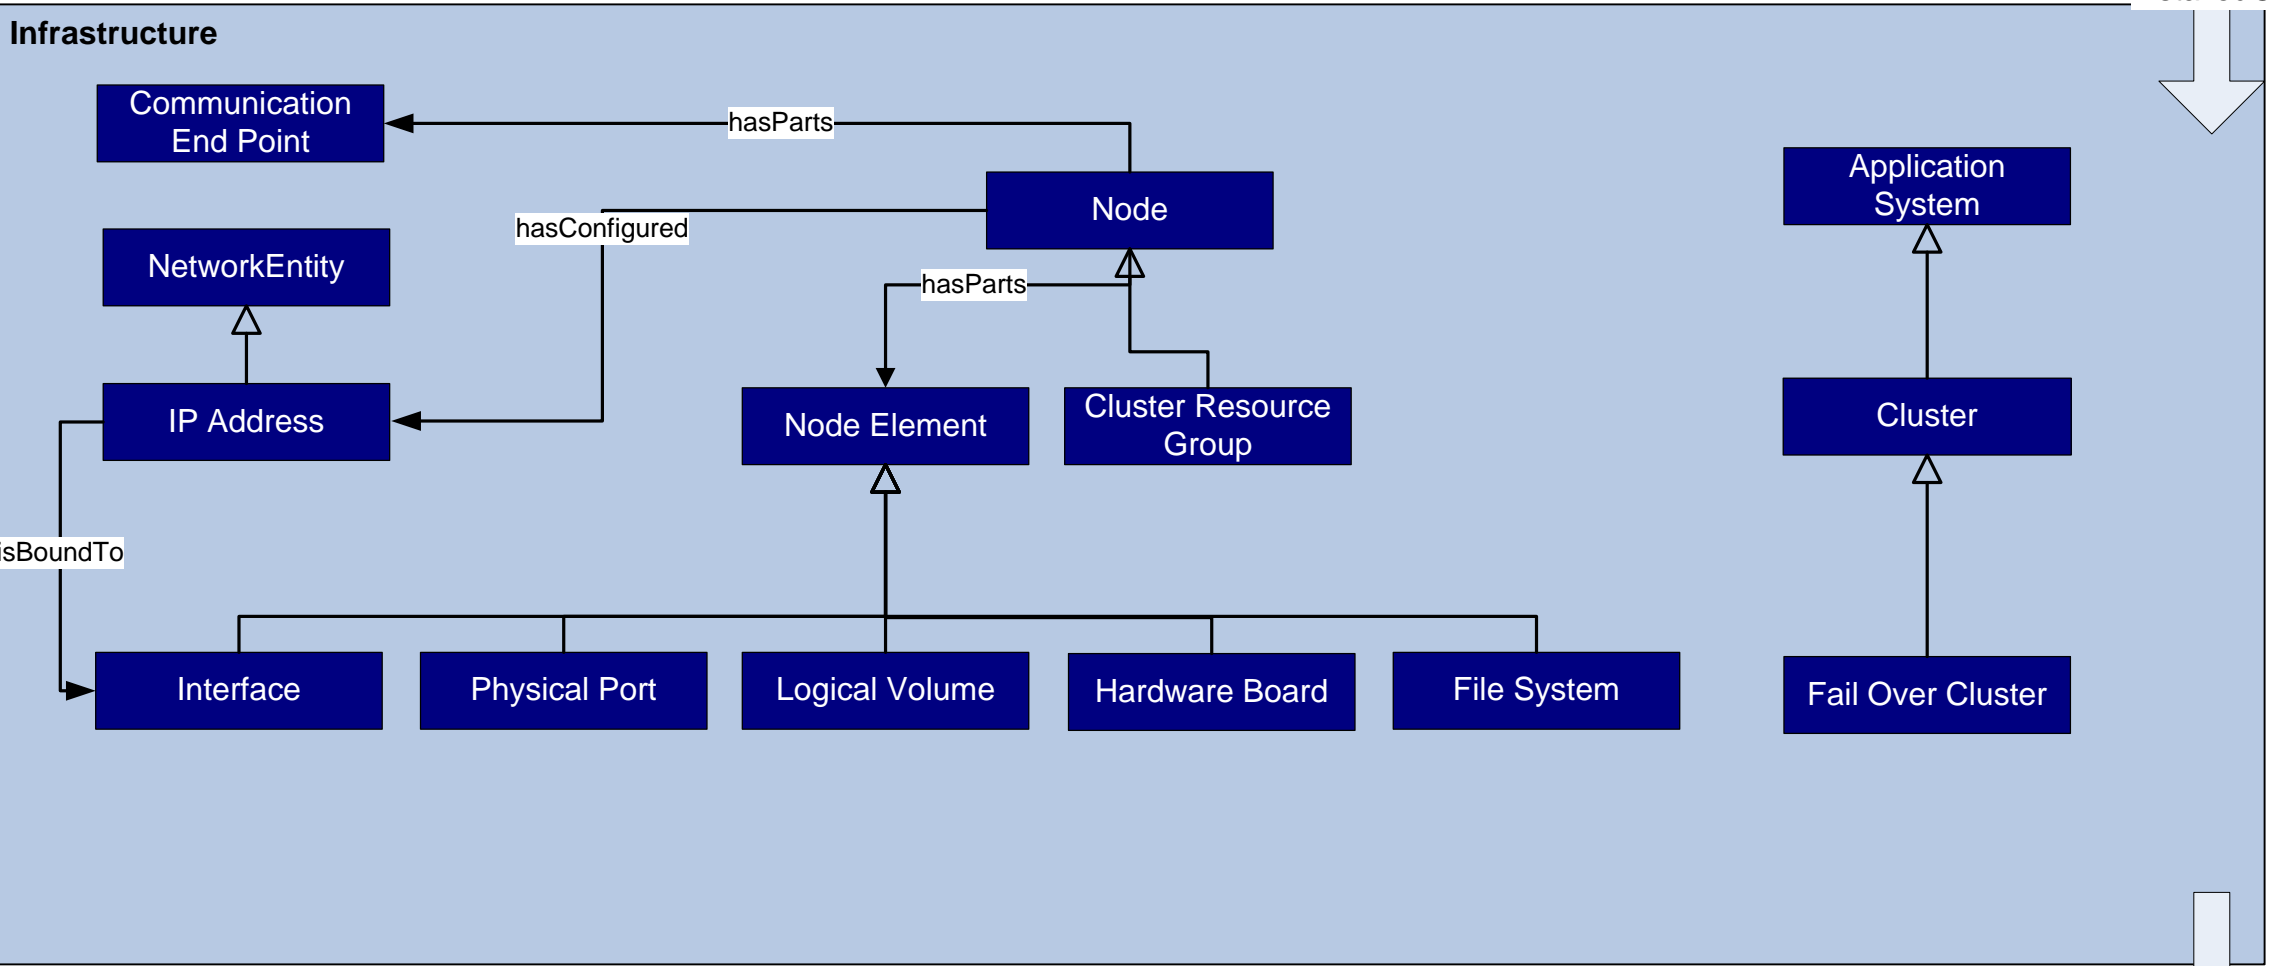 Infrastructure
Communication
End Point
hasParts
Node
Application
System
hasConfigured
NetworkEntity
hasParts
IP Address
Node Element
Cluster Resource
Group
Cluster
isBoundTo
Interface
Physical Port
Logical Volume
Hardware Board
File System
Fail Over Cluster